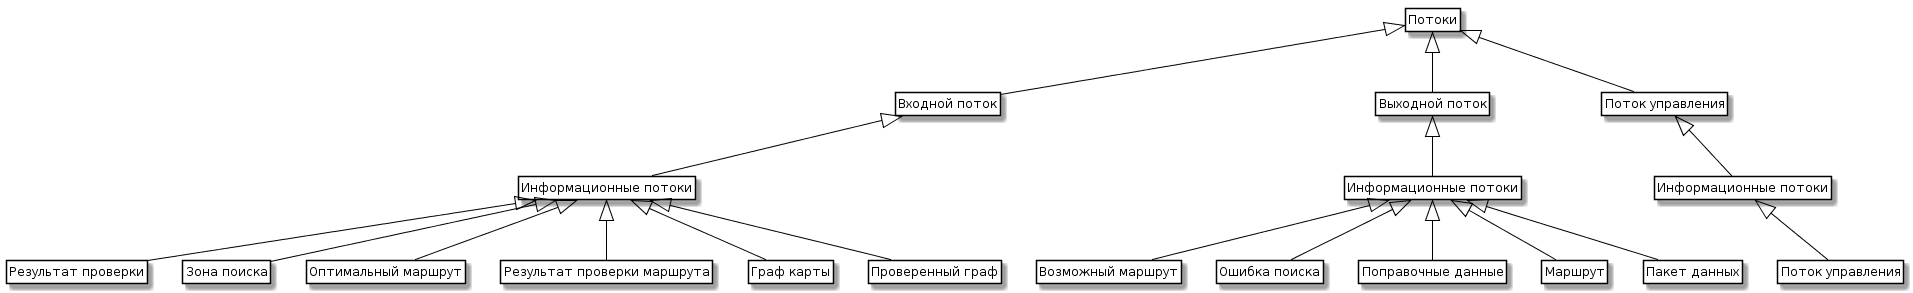 Потоки
Входной поток
Выходной поток
Поток управления
Информационные потоки
Информационные потоки
Информационные потоки
Результат проверки
Зона поиска
Оптимальный маршрут
Результат проверки маршрута
Граф карты
Проверенный граф
Возможный маршрут
Ошибка поиска
Поправочные данные
Маршрут
Пакет данных
Поток управления